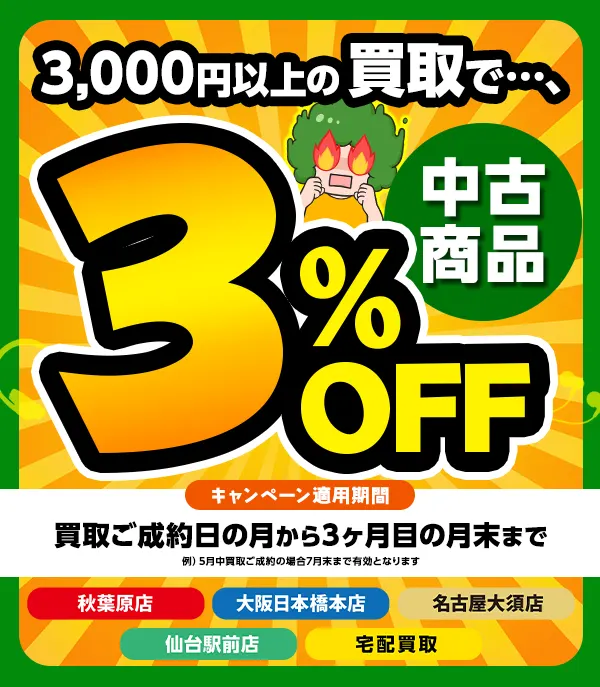 3,000円以上の買取で…、
中古
商品
3%
OFF
キャンペーン適用期間
買取ご成約日の月から3ヶ月目の月末まで
例）5月中買取ご成約の場合7月末まで有効となります
秋葉原店
大阪日本橋本店
名古屋大須店
仙台駅前店
宅配買取